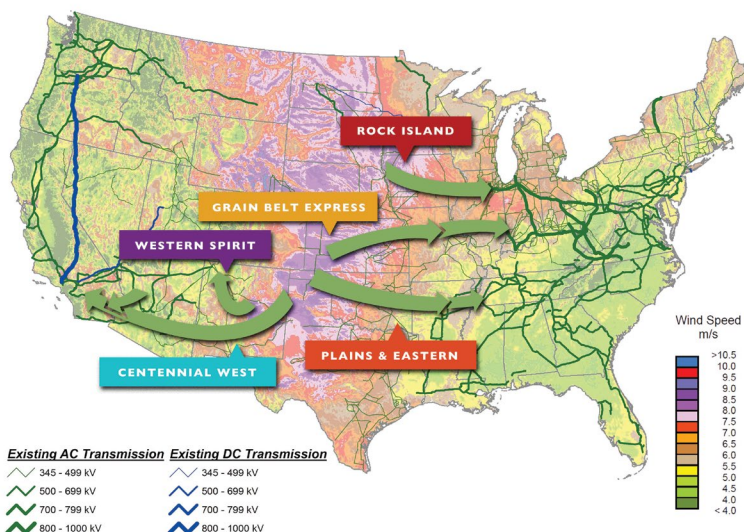 ROCK ISLAND
GRAIN BELT EXPRESS
WESTERN SPIRIT
PLAINS & EASTERN
CENTENNIAL WEST
Wind Speed
m/s
>10.5
10.0
9.5
9.0
8.5
8.0
7.5
7.0
6.5
6.0
5.5
5.0
4.5
4.0
< 4.0
Existing AC Transmission
345 - 499 kV
500 - 699 kV
700 - 799 kV
800 - 1000 kV
Existing DC Transmission
345 - 499 kV
500 - 699 kV
700 - 799 kV
800 - 1000 kV